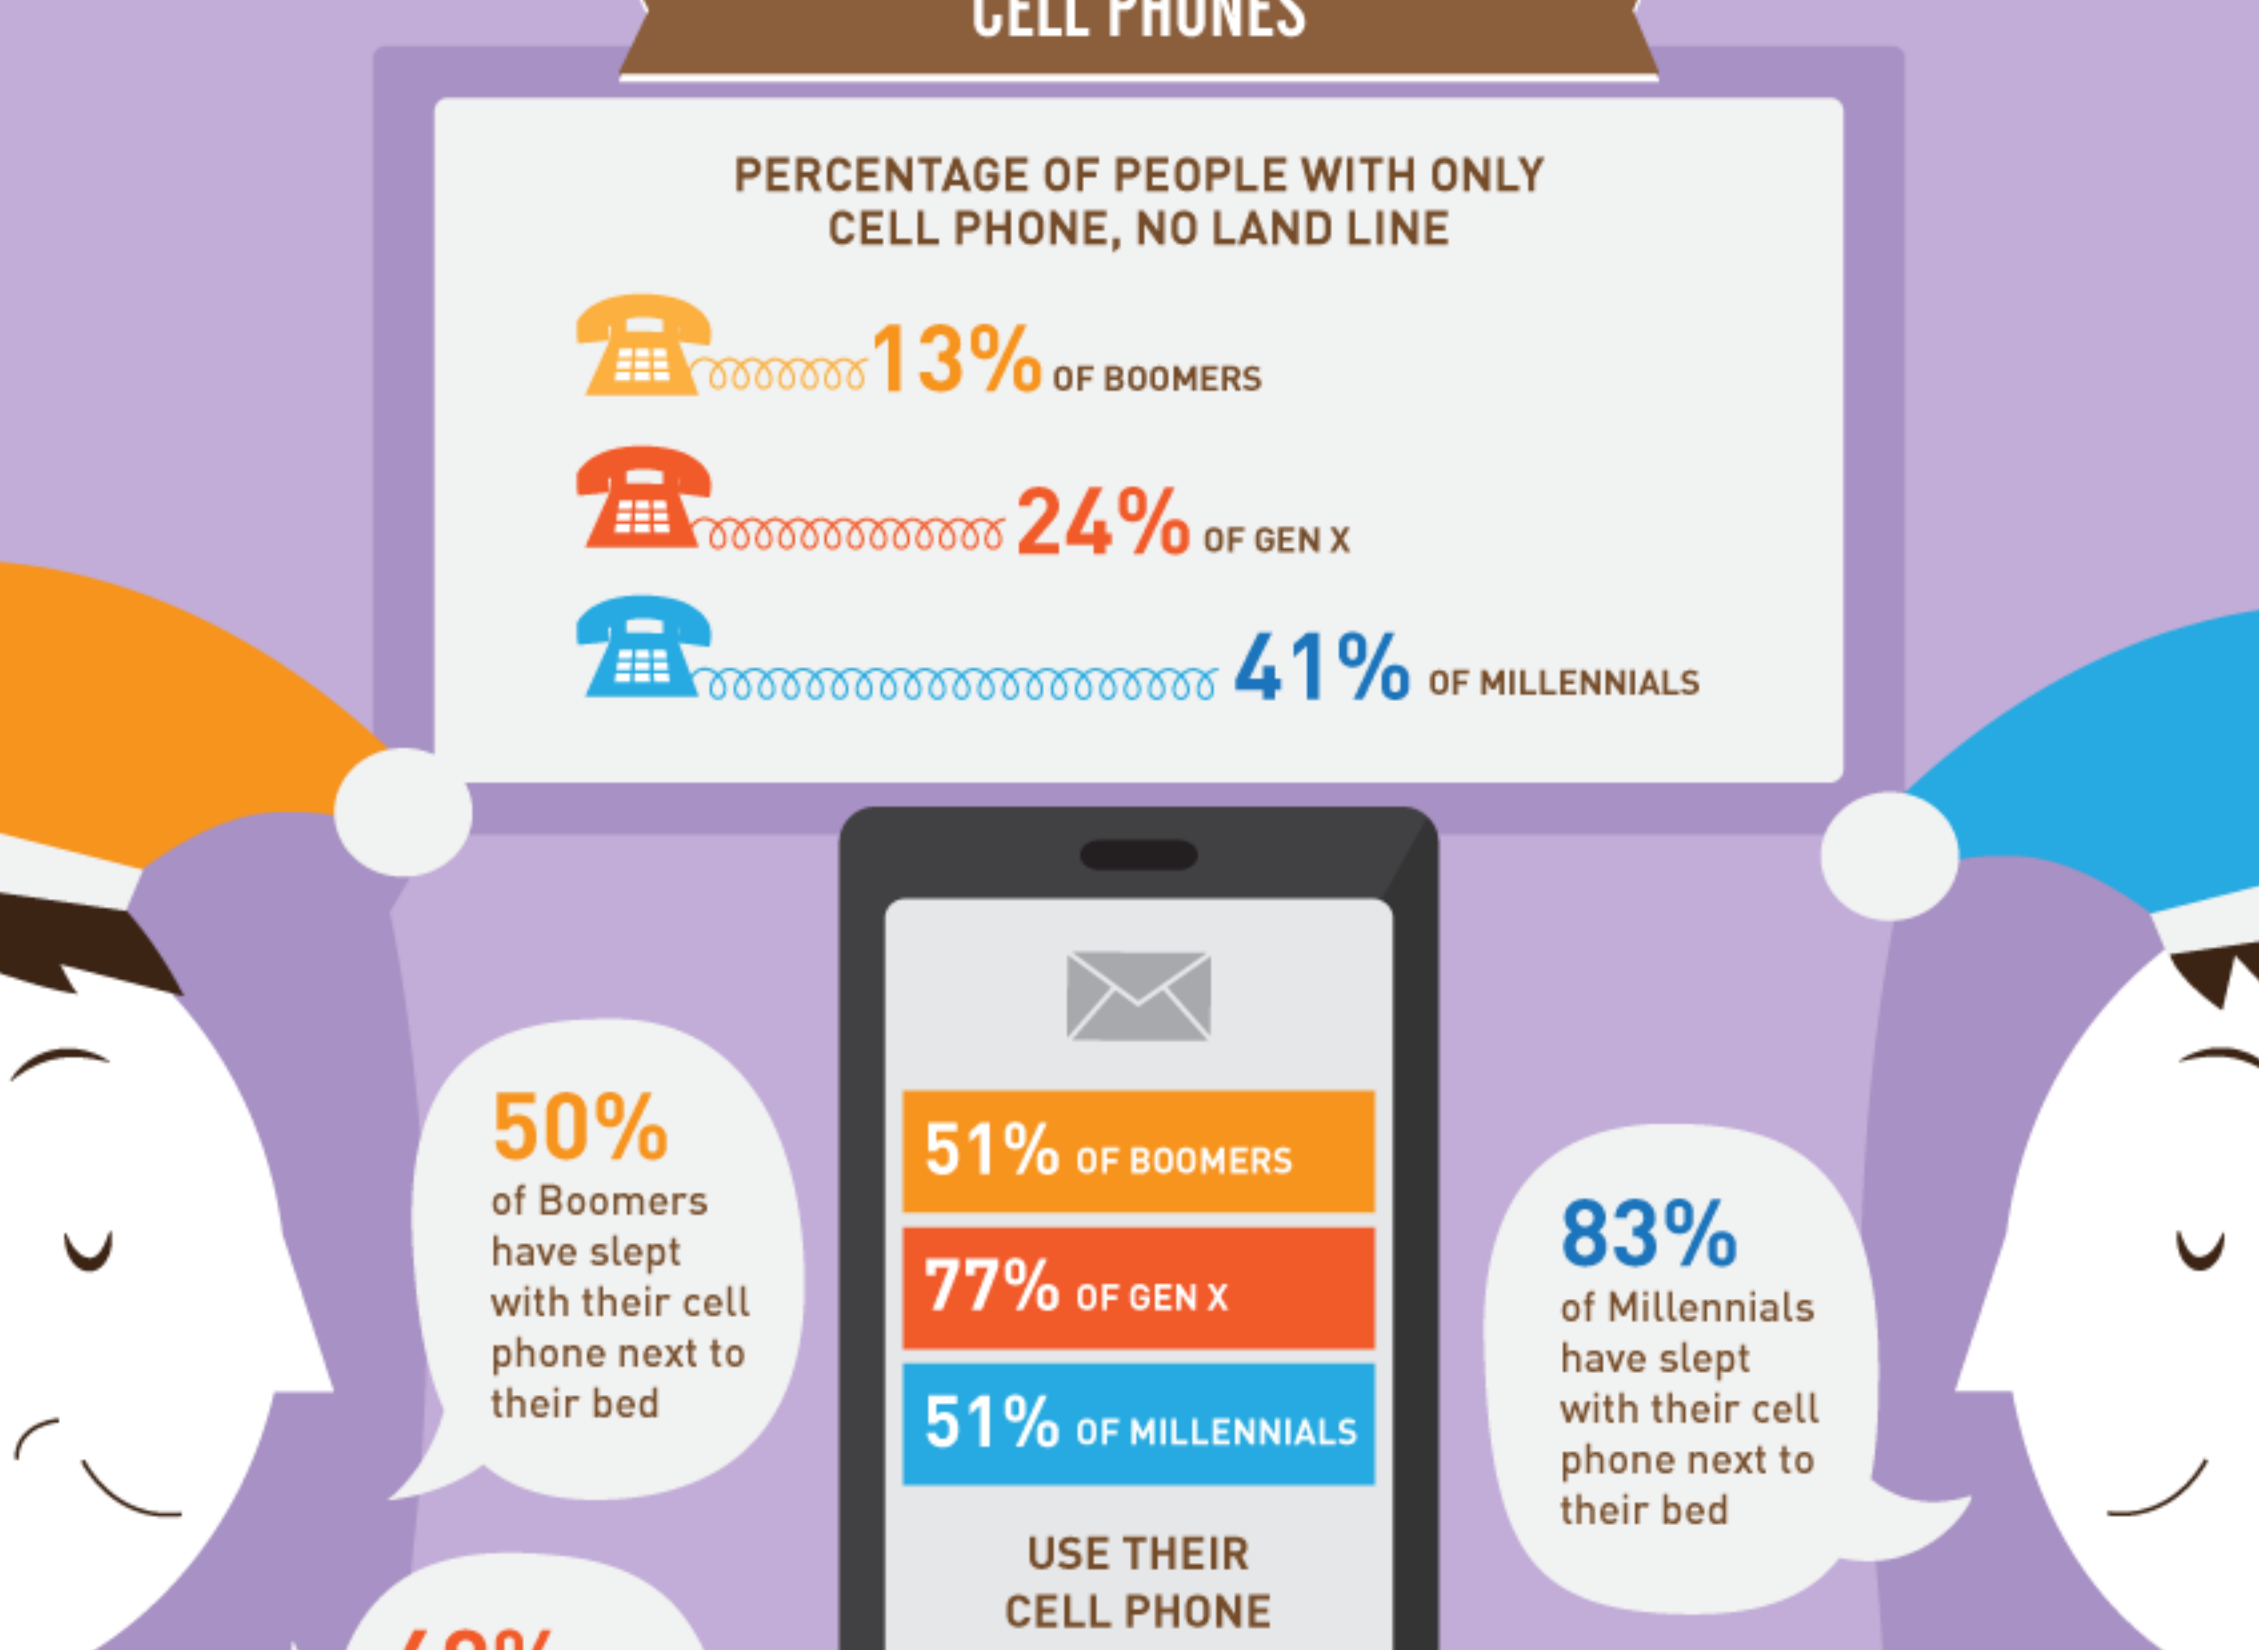 CELL PHONES
PERCENTAGE OF PEOPLE WITH ONLY
CELL PHONE, NO LAND LINE
13% OF BOOMERS
24% OF GEN X
41% OF MILLENNIALS
50%
of Boomers
have slept
with their cell
phone next to
their bed
51% OF BOOMERS
77% OF GEN X
51% OF MILLENNIALS
USE THEIR
CELL PHONE
83%
of Millennials
have slept
with their cell
phone next to
their bed